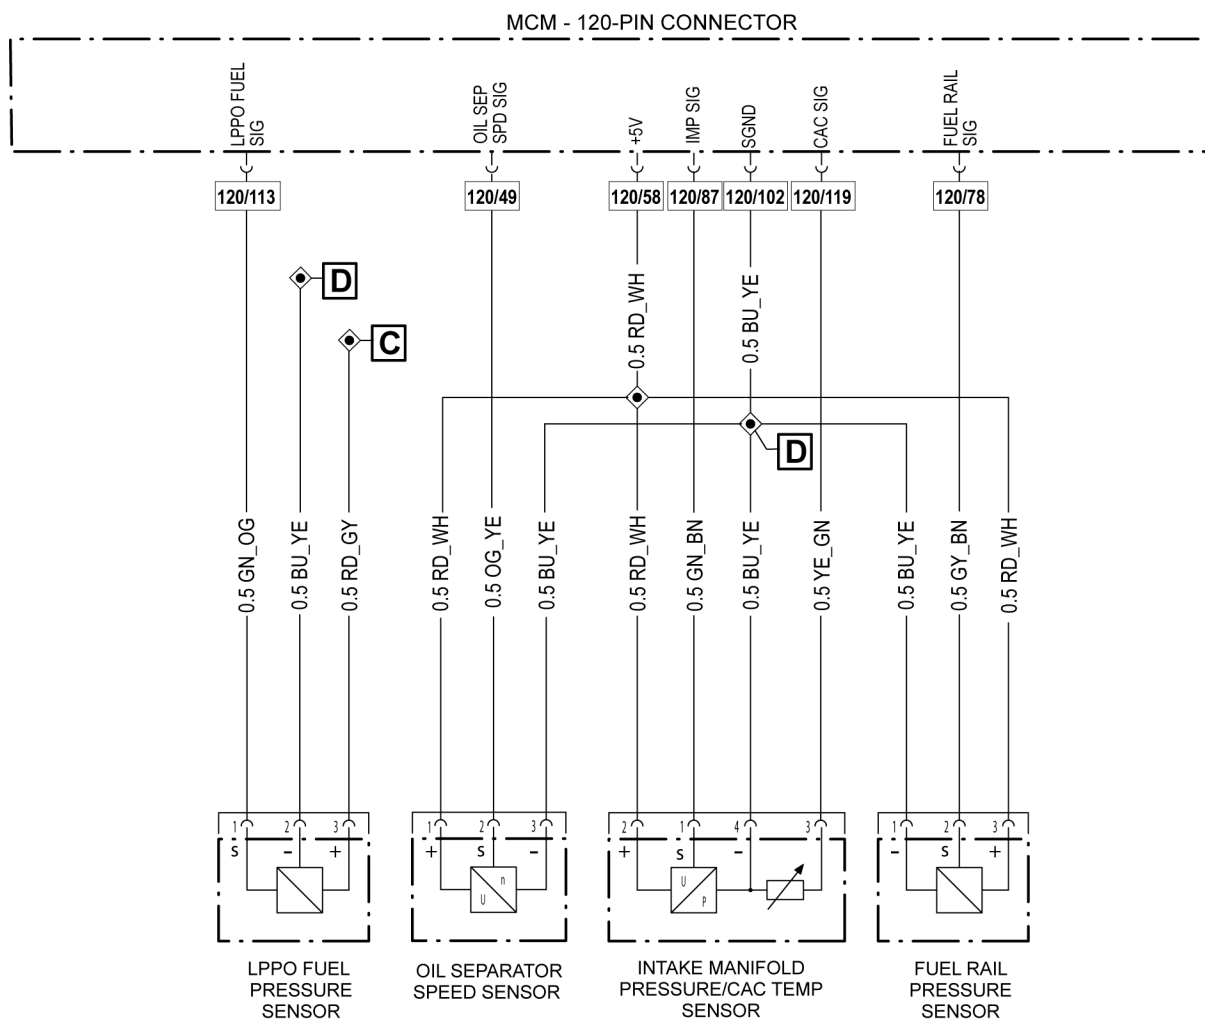 MCM - 120-PIN CONNECTOR
LPPO FUEL
SIG
OIL SEP
SPD SIG
+5V
IMP SIG
SGND
CAC SIG
FUEL RAIL
SIG
120/113
120/49
120/58
120/87
120/102
120/119
120/78
D
C
0.5 RD_WH
0.5 BU_YE
D
0.5 GN_OG
0.5 BU_YE
0.5 RD_GY
0.5 RD_WH
0.5 OG_YE
0.5 BU_YE
0.5 RD_WH
0.5 GN_BN
0.5 BU_YE
0.5 YE_GN
0.5 BU_YE
0.5 GY_BN
0.5 RD_WH
1 2 3
1 2 3
2 1 4 3
1 2 3
S - +
+ S -
+ S -
- S +
n
U
U
P
LPPO FUEL
PRESSURE
SENSOR
OIL SEPARATOR
SPEED SENSOR
INTAKE MANIFOLD
PRESSURE/CAC TEMP
SENSOR
FUEL RAIL
PRESSURE
SENSOR